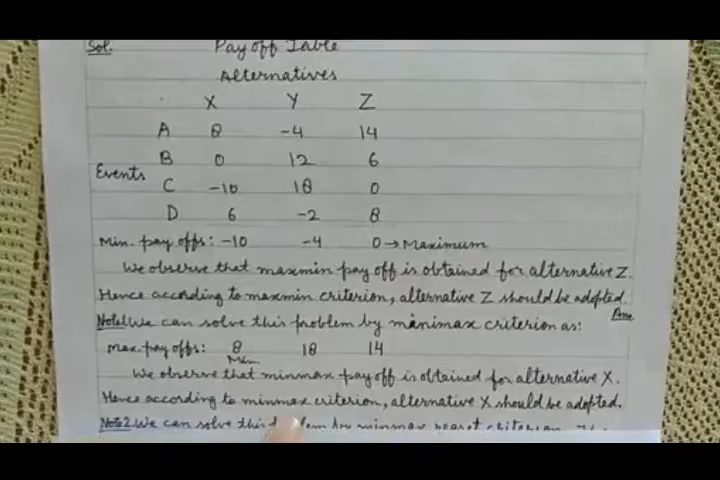 Sol. Pay off Table
Alternatives
X Y Z
A 8 -4 14
B 0 12 6
Events
C -10 18 0
D 6 -2 8
Min. pay offs: -10 -4 0 → Maximum
We observe that maxmin pay off is obtained for alternative Z.
Hence according to maxmin criterion, alternative Z should be adopted.
Ans
Note1. We can solve this problem by minimax criterion as:
Max. pay offs: 8 18 14
Min.
We observe that minmax pay off is obtained for alternative X.
Hence according to minmax criterion, alternative X should be adopted.
Note2. We can solve this by minmax regret criterion